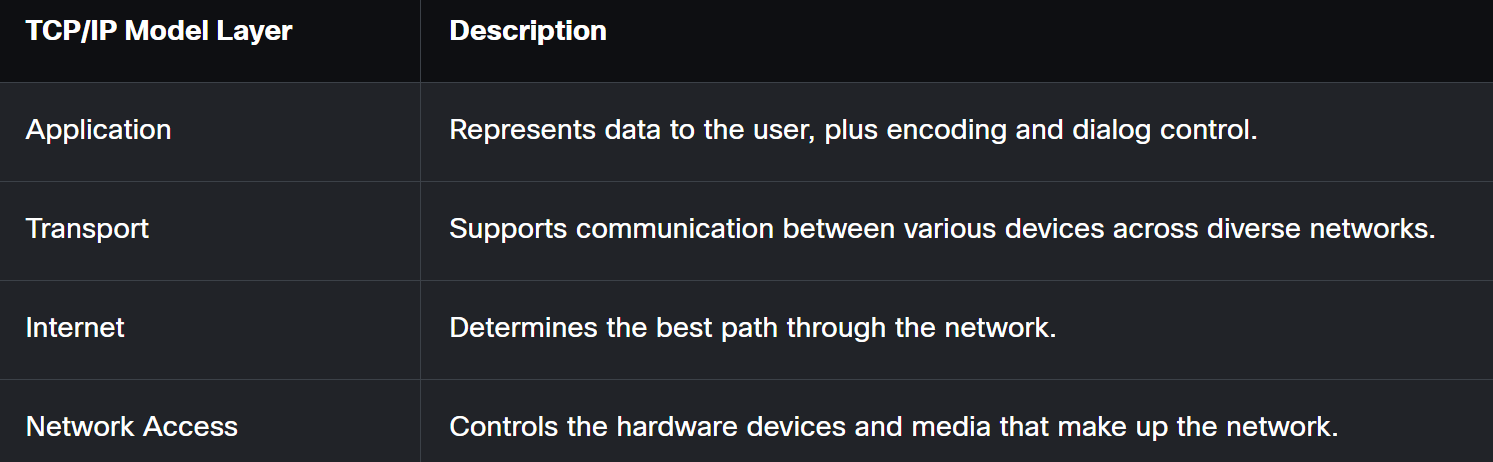 TCP/IP Model Layer Description
Application Represents data to the user, plus encoding and dialog control.
Transport Supports communication between various devices across diverse networks.
Internet Determines the best path through the network.
Network Access Controls the hardware devices and media that make up the network.